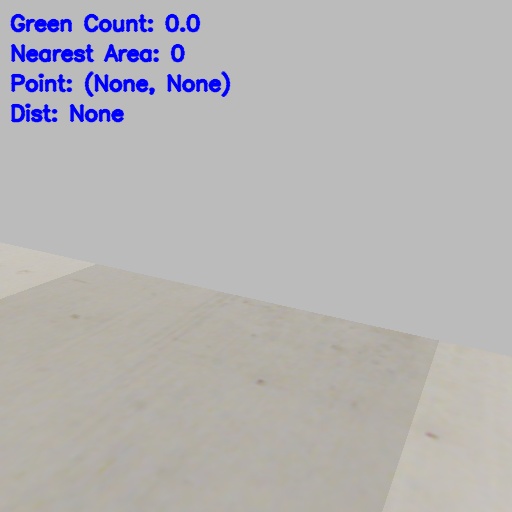 Green Count: 0.0
Nearest Area: 0
Point: (None, None)
Dist: None